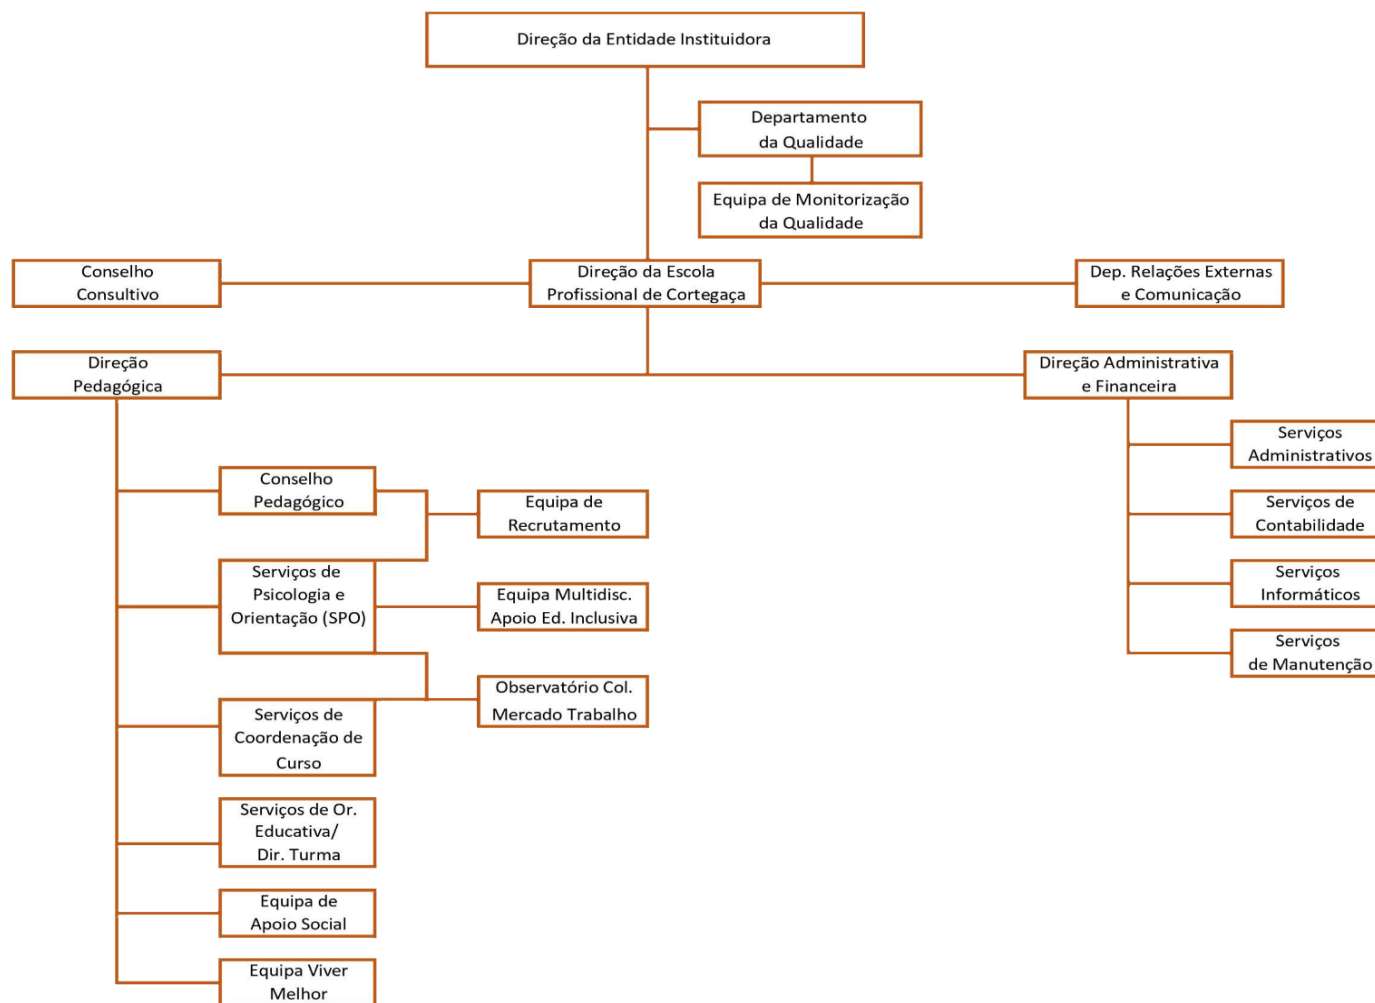 Direção da Entidade Instituidora
Departamento
da Qualidade
Equipa de Monitorização
da Qualidade
Conselho
Consultivo
Direção da Escola
Profissional de Cortegaça
Dep. Relações Externas
e Comunicação
Direção
Pedagógica
Direção Administrativa
e Financeira
Serviços
Administrativos
Conselho
Pedagógico
Equipa de
Recrutamento
Serviços de
Contabilidade
Serviços de
Psicologia e
Orientação (SPO)
Equipa Multidisc.
Apoio Ed. Inclusiva
Serviços
Informáticos
Serviços
de Manutenção
Observatório Col.
Mercado Trabalho
Serviços de
Coordenação de
Curso
Serviços de Or.
Educativa/
Dir. Turma
Equipa de
Apoio Social
Equipa Viver
Melhor